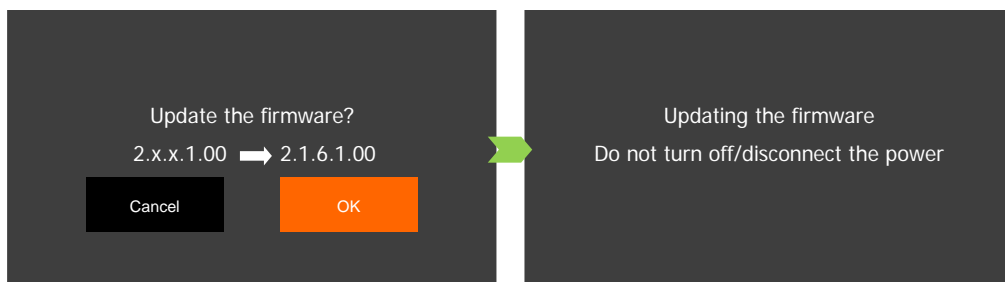 Update the firmware?
2.x.x.1.00 2.1.6.1.00
Cancel OK
Updating the firmware
Do not turn off/disconnect the power